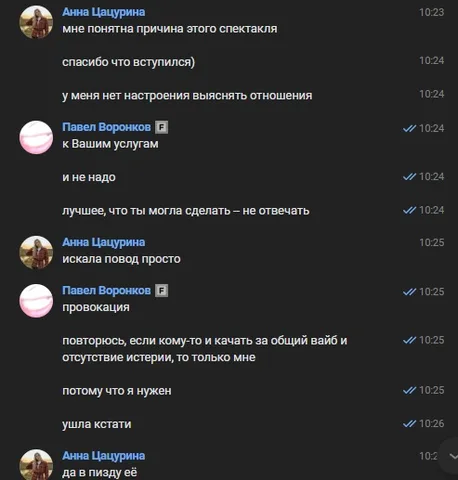 Анна Цацурина 10:23
мне понятна причина этого спектакля
спасибо что вступился) 10:24
у меня нет настроения выяснять отношения 10:24
Павел Воронков F 10:24
к Вашим услугам
и не надо 10:24
лучшее, что ты могла сделать – не отвечать 10:24
Анна Цацурина 10:25
искала повод просто
Павел Воронков F 10:25
провокация
повторюсь, если кому-то и качать за общий вайб и 10:25
отсутствие истерии, то только мне
потому что я нужен 10:25
ушла кстати 10:26
Анна Цацурина
да в пизду её